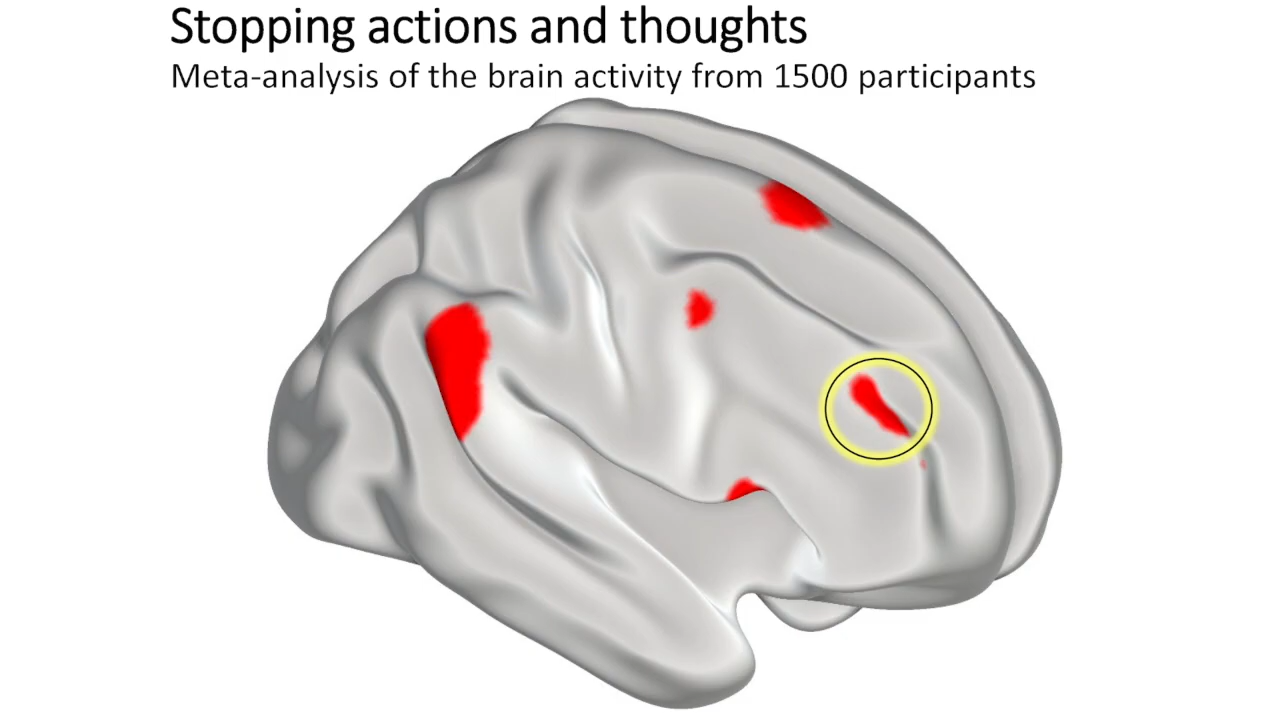 Stopping actions and thoughts
Meta-analysis of the brain activity from 1500 participants